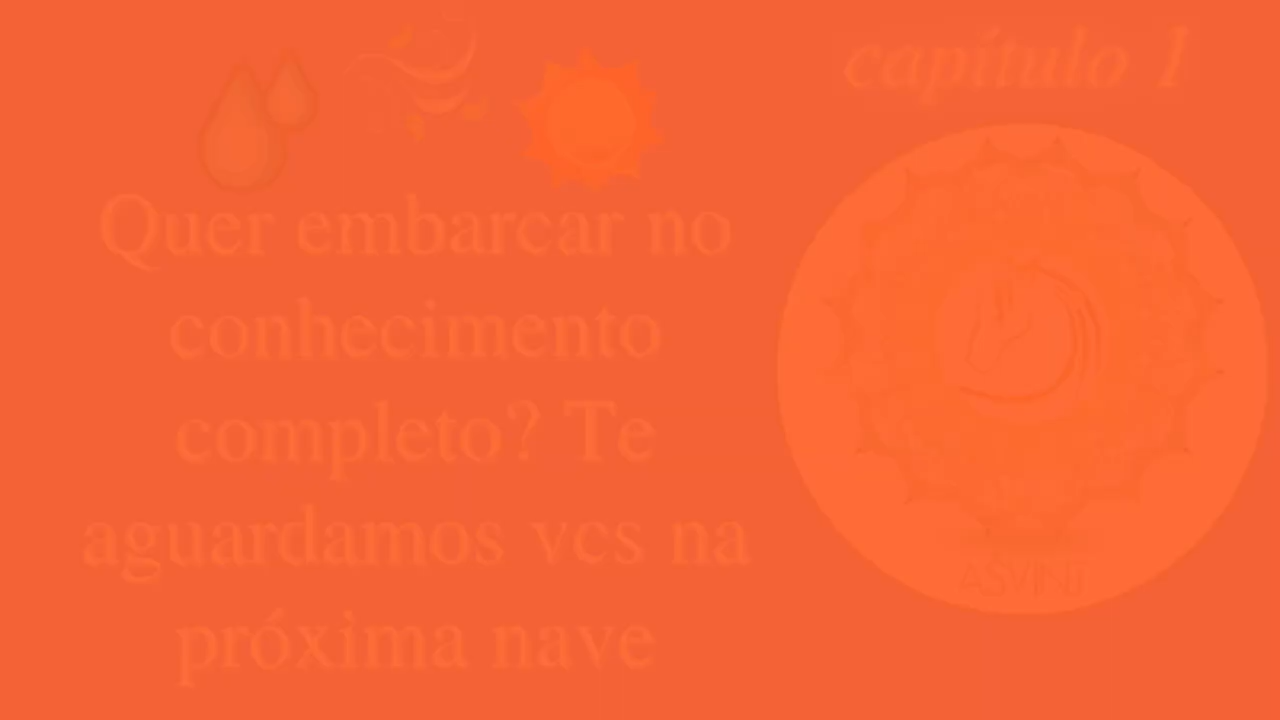 capítulo 1
Quer embarcar no
conhecimento
completo? Te
aguardamos vcs na
próxima nave